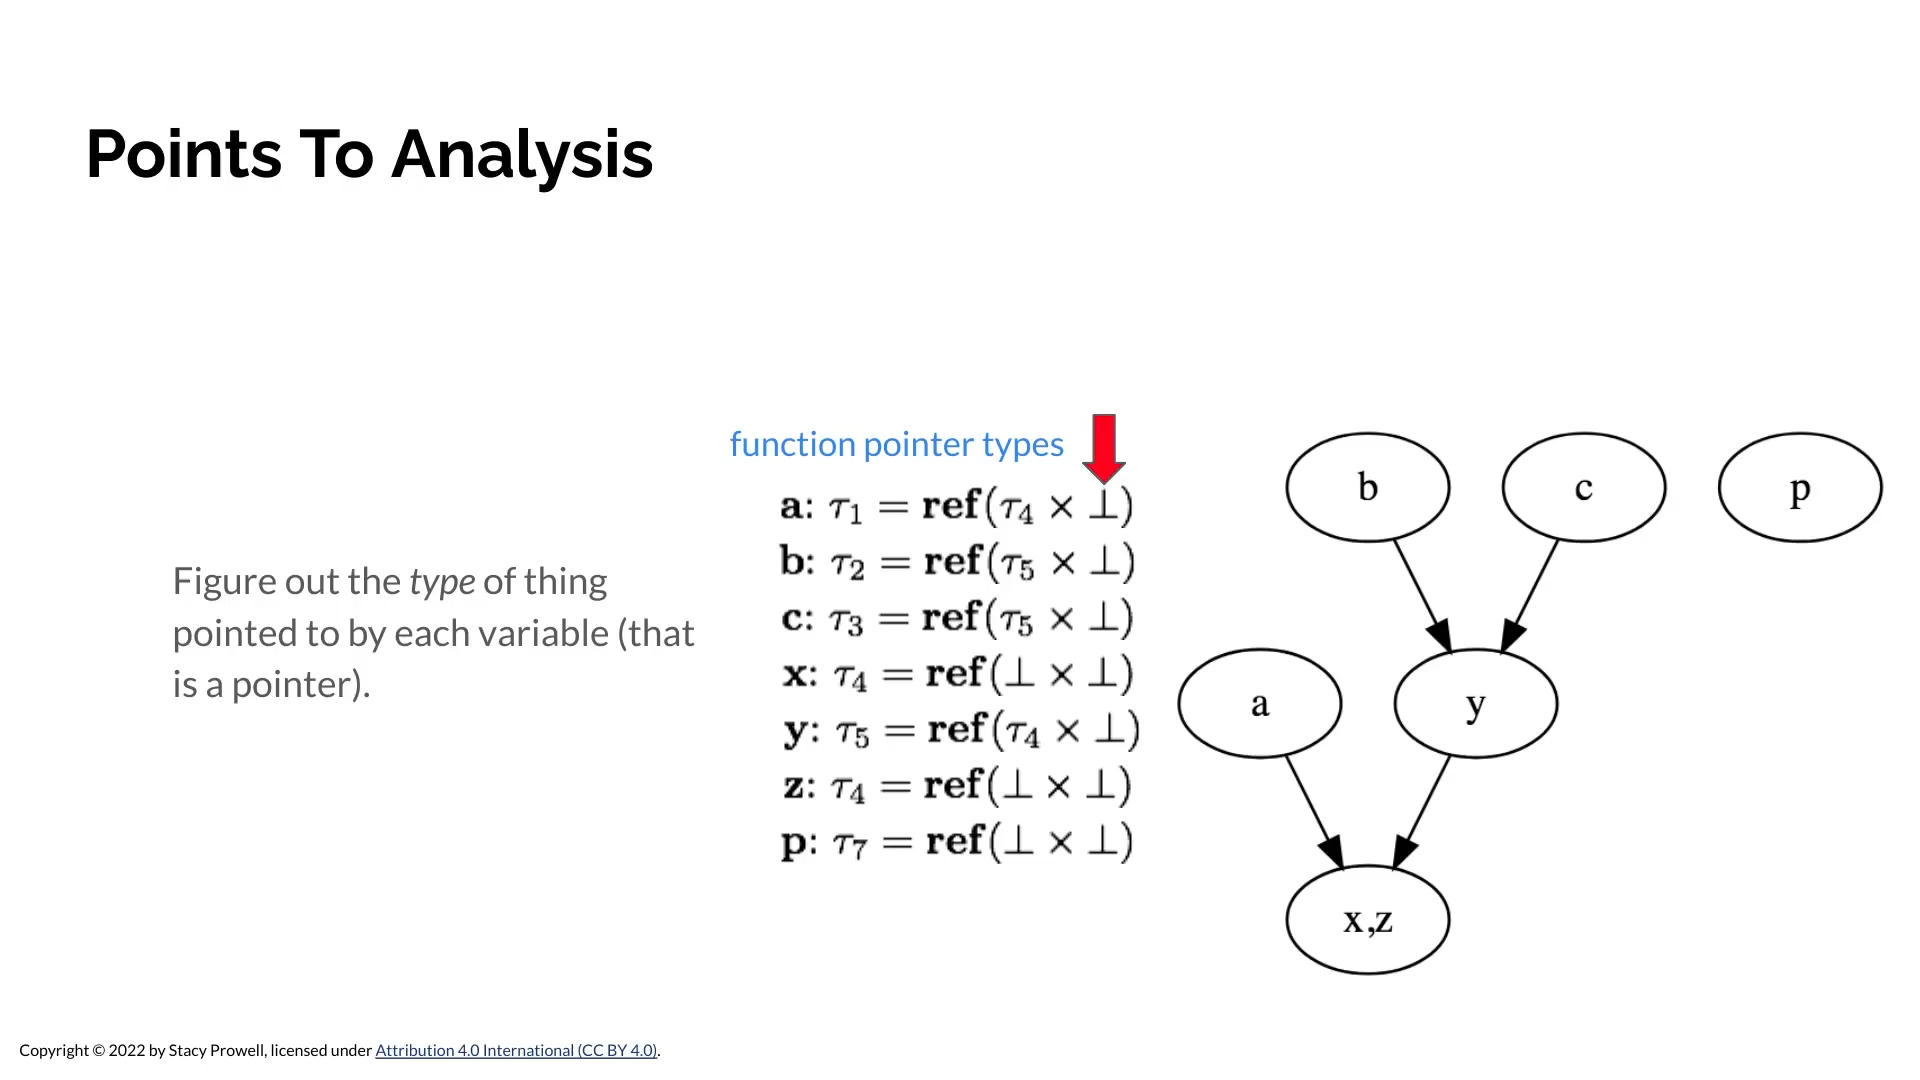 Points To Analysis
function pointer types
a: τ₁ = ref(τ₄ × ⊥)
b: τ₂ = ref(τ₅ × ⊥)
c: τ₃ = ref(τ₅ × ⊥)
x: τ₄ = ref(⊥ × ⊥)
y: τ₅ = ref(τ₄ × ⊥)
z: τ₄ = ref(⊥ × ⊥)
p: τ₇ = ref(⊥ × ⊥)
Figure out the type of thing
pointed to by each variable (that
is a pointer).
b
c
p
a
y
x,z
Copyright © 2022 by Stacy Prowell, licensed under Attribution 4.0 International (CC BY 4.0).